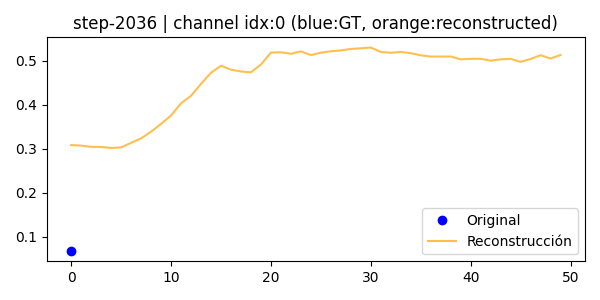 step-2036 | channel idx:0 (blue:GT, orange:reconstructed)
0.5
0.4
0.3
0.2
0.1
Original
Reconstrucción
0 10 20 30 40 50